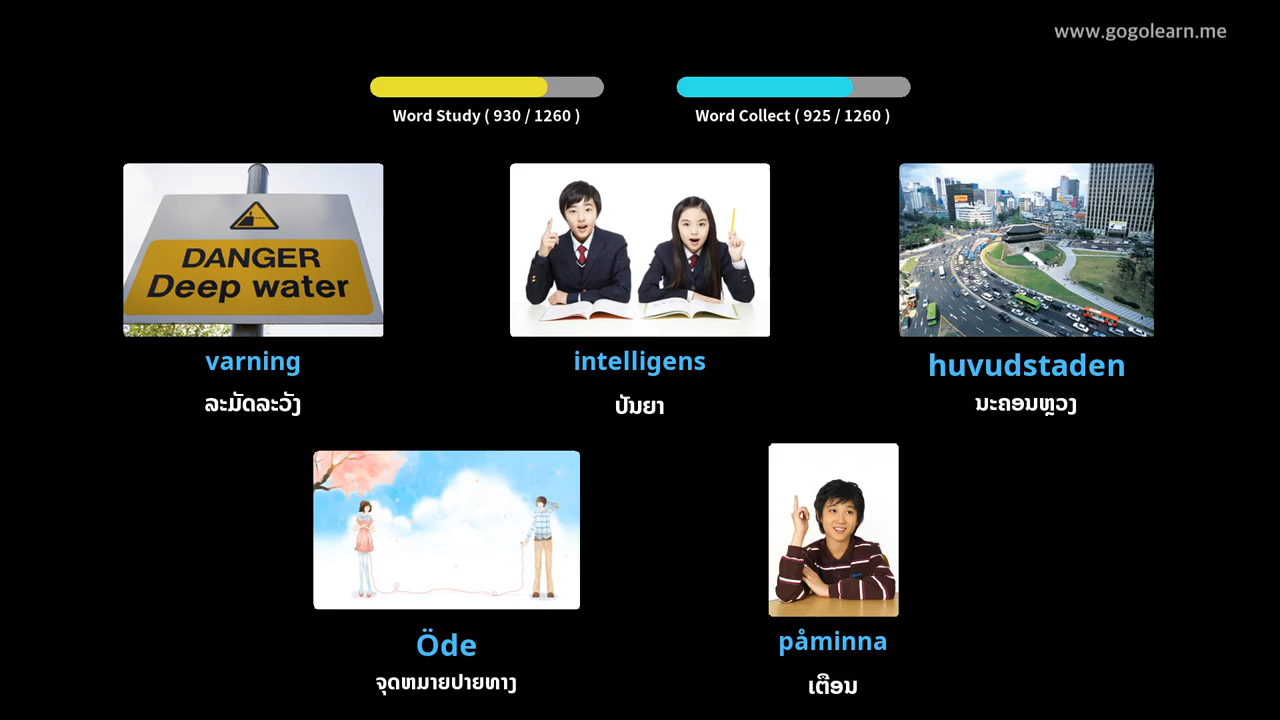 www.gogolearn.me
Word Study ( 930 / 1260 )
Word Collect ( 925 / 1260 )
DANGER
Deep water
varning
ລະມັດລະວັງ
intelligens
ປັນຍາ
huvudstaden
ນະຄອນຫຼວງ
Öde
ຈຸດຫມາຍປາຍທາງ
påminna
ເຕືອນ